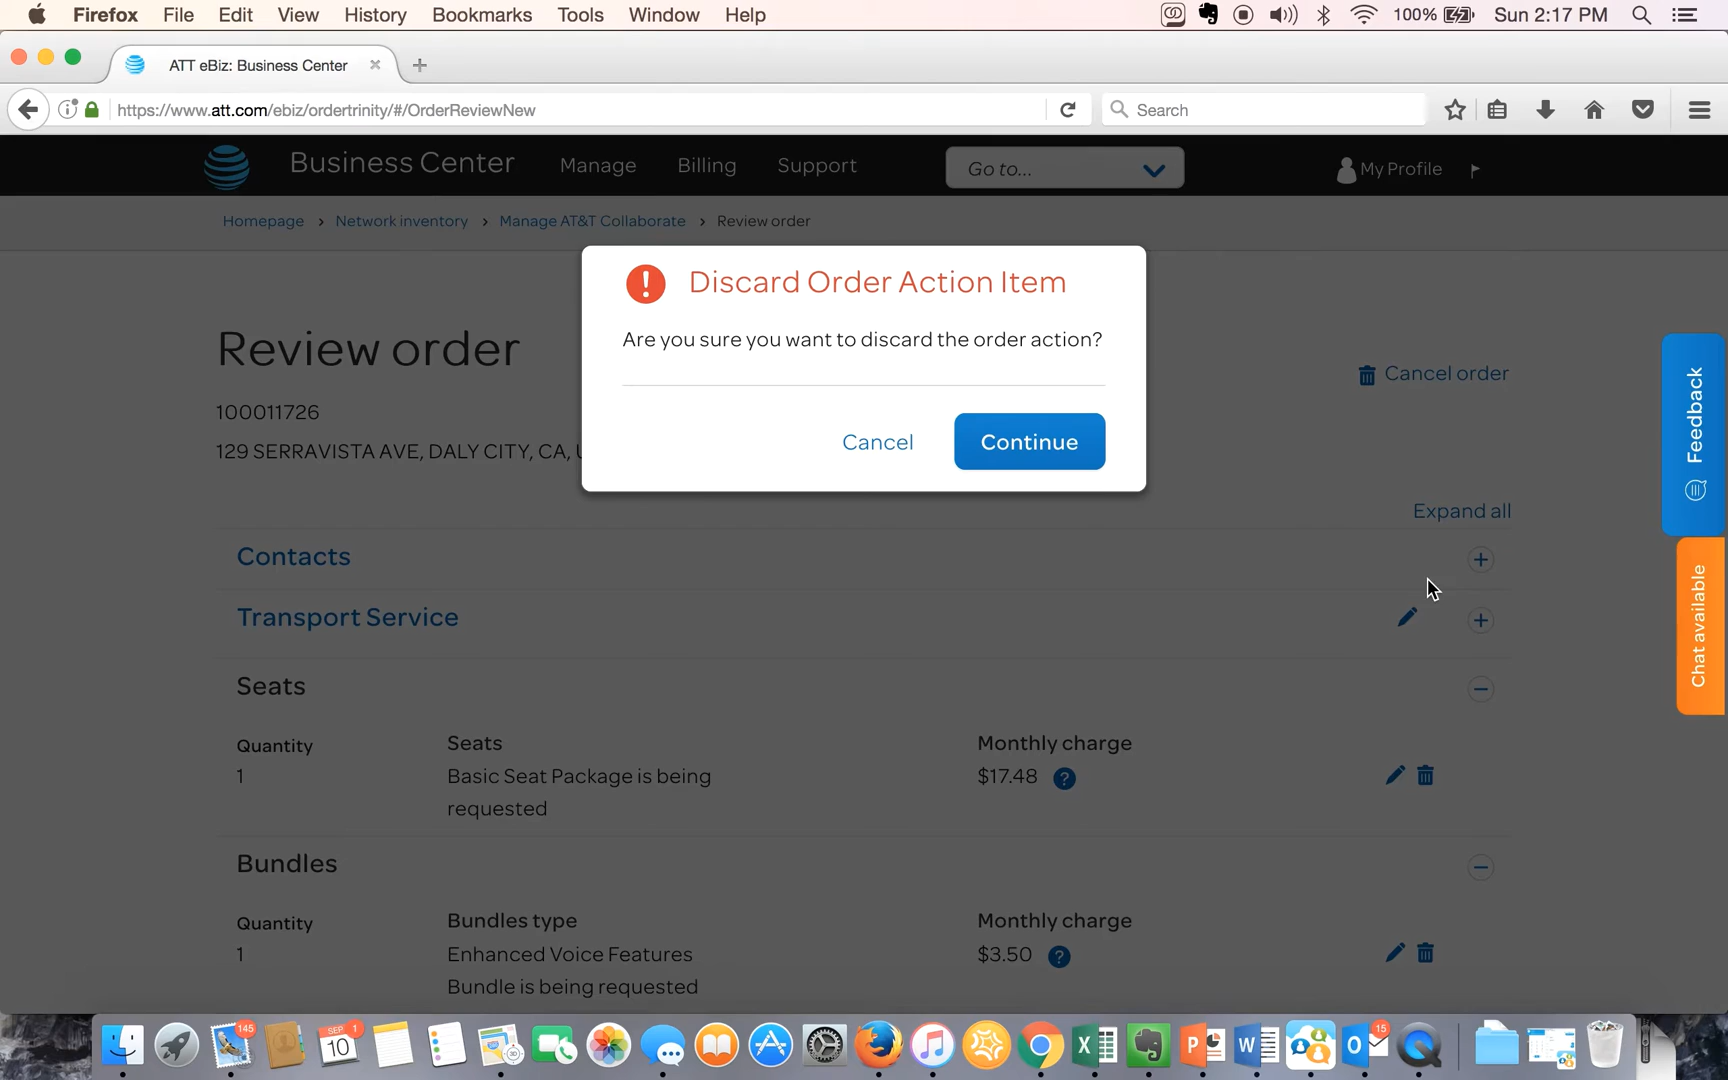 Firefox File Edit View History Bookmarks Tools Window Help 100% Sun 2:17 PM
ATT eBiz: Business Center
https://www.att.com/ebiz/ordertrinity/#/OrderReviewNew Search
Business Center Manage Billing Support Go to... My Profile
Homepage › Network inventory › Manage AT&T Collaborate › Review order
Discard Order Action Item
Are you sure you want to discard the order action?
Cancel Continue
Review order
Cancel order
100011726
129 SERRAVISTA AVE, DALY CITY, CA,
Expand all
Feedback
Chat available
Contacts
Transport Service
Seats
Quantity Seats Monthly charge
1 Basic Seat Package is being $17.48 ?
requested
Bundles
Quantity Bundles type Monthly charge
1 Enhanced Voice Features $3.50 ?
Bundle is being requested
145
SEP 1
10
3D
X
P
W
O
15